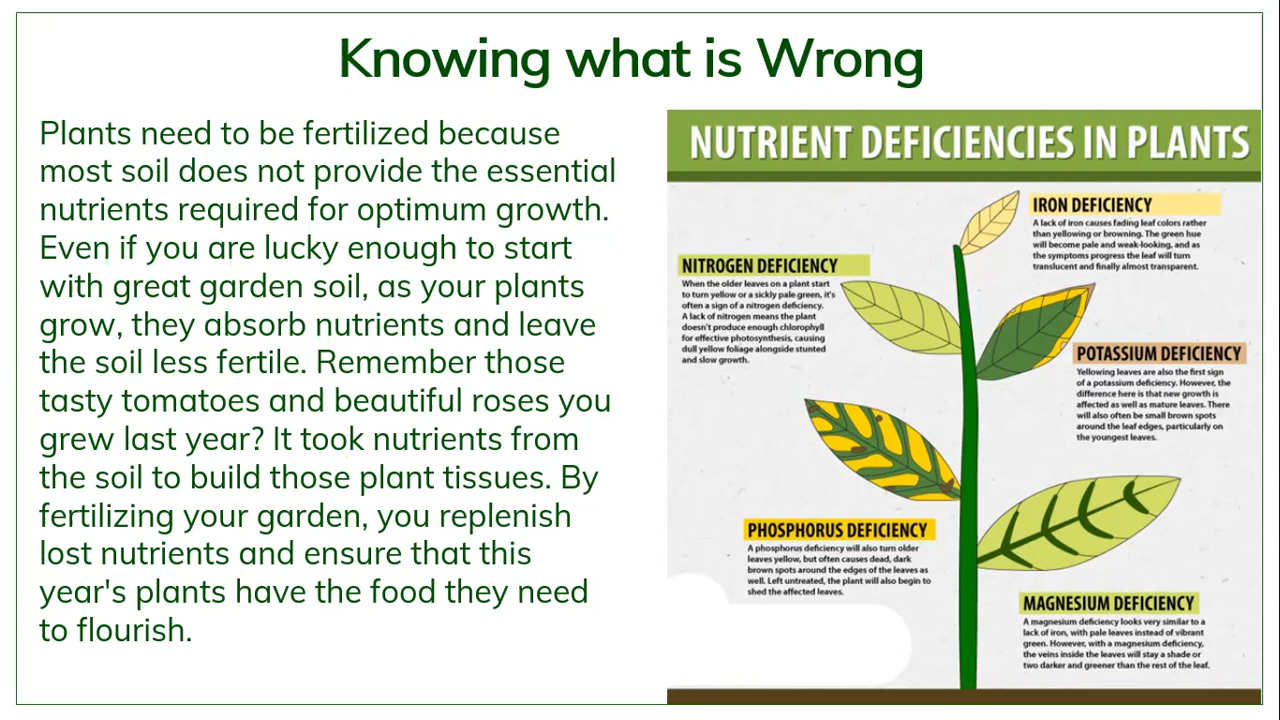 Knowing what is Wrong
Plants need to be fertilized because
most soil does not provide the essential
nutrients required for optimum growth.
Even if you are lucky enough to start
with great garden soil, as your plants
grow, they absorb nutrients and leave
the soil less fertile. Remember those
tasty tomatoes and beautiful roses you
grew last year? It took nutrients from
the soil to build those plant tissues. By
fertilizing your garden, you replenish
lost nutrients and ensure that this
year's plants have the food they need
to flourish.
NUTRIENT DEFICIENCIES IN PLANTS
IRON DEFICIENCY
A lack of iron causes fading leaf colors rather
than yellowing or browning. The green hue
will become pale and weak-looking, and as
the symptoms progress the leaf will turn
translucent and finally almost transparent.
NITROGEN DEFICIENCY
When the older leaves on a plant start
to turn yellow or a sickly pale green, it's
often a sign of a nitrogen deficiency.
A lack of nitrogen means the plant
doesn't produce enough chlorophyll
for effective photosynthesis, causing
dull yellow foliage alongside stunted
and slow growth.
POTASSIUM DEFICIENCY
Yellowing leaves are also the first sign
of a potassium deficiency. However, the
difference here is that new growth is
affected as well as mature leaves. There
will also often be small brown spots
around the leaf edges, particularly on
the youngest leaves.
PHOSPHORUS DEFICIENCY
A phosphorus deficiency will also turn older
leaves yellow, but often causes dead, dark
brown spots around the edges of the leaves as
well. Left untreated, the plant will also begin to
shed the affected leaves.
MAGNESIUM DEFICIENCY
A magnesium deficiency looks very similar to a
lack of iron, with pale leaves instead of vibrant
green. However, with a magnesium deficiency,
the veins inside the leaves will stay a shade or
two darker and greener than the rest of the leaf.